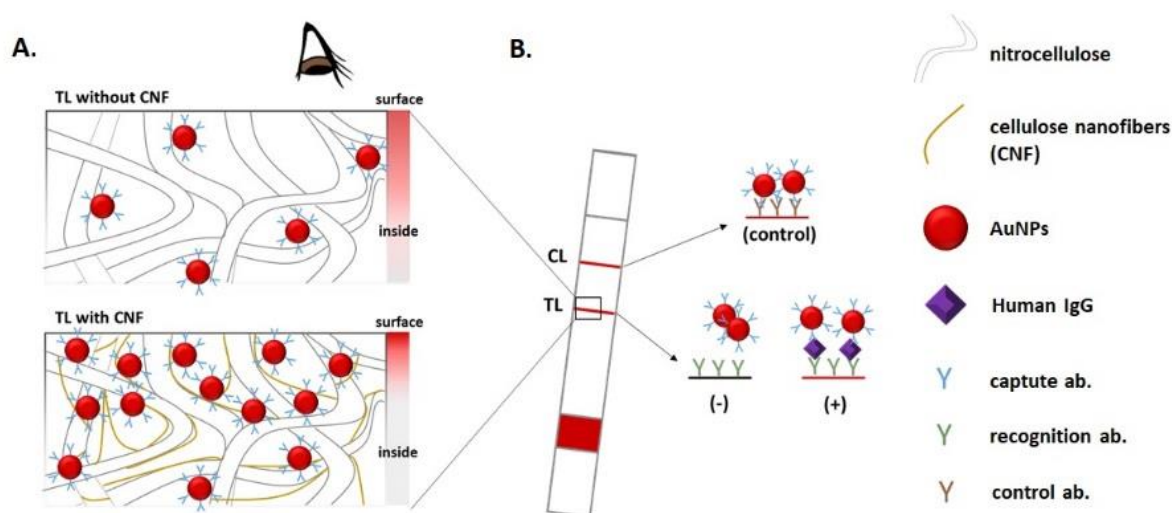 A.
TL without CNF
surface
inside
TL with CNF
surface
inside
B.
CL
TL
(control)
(-)
(+)
nitrocellulose
cellulose nanofibers
(CNF)
AuNPs
Human IgG
captute ab.
recognition ab.
control ab.